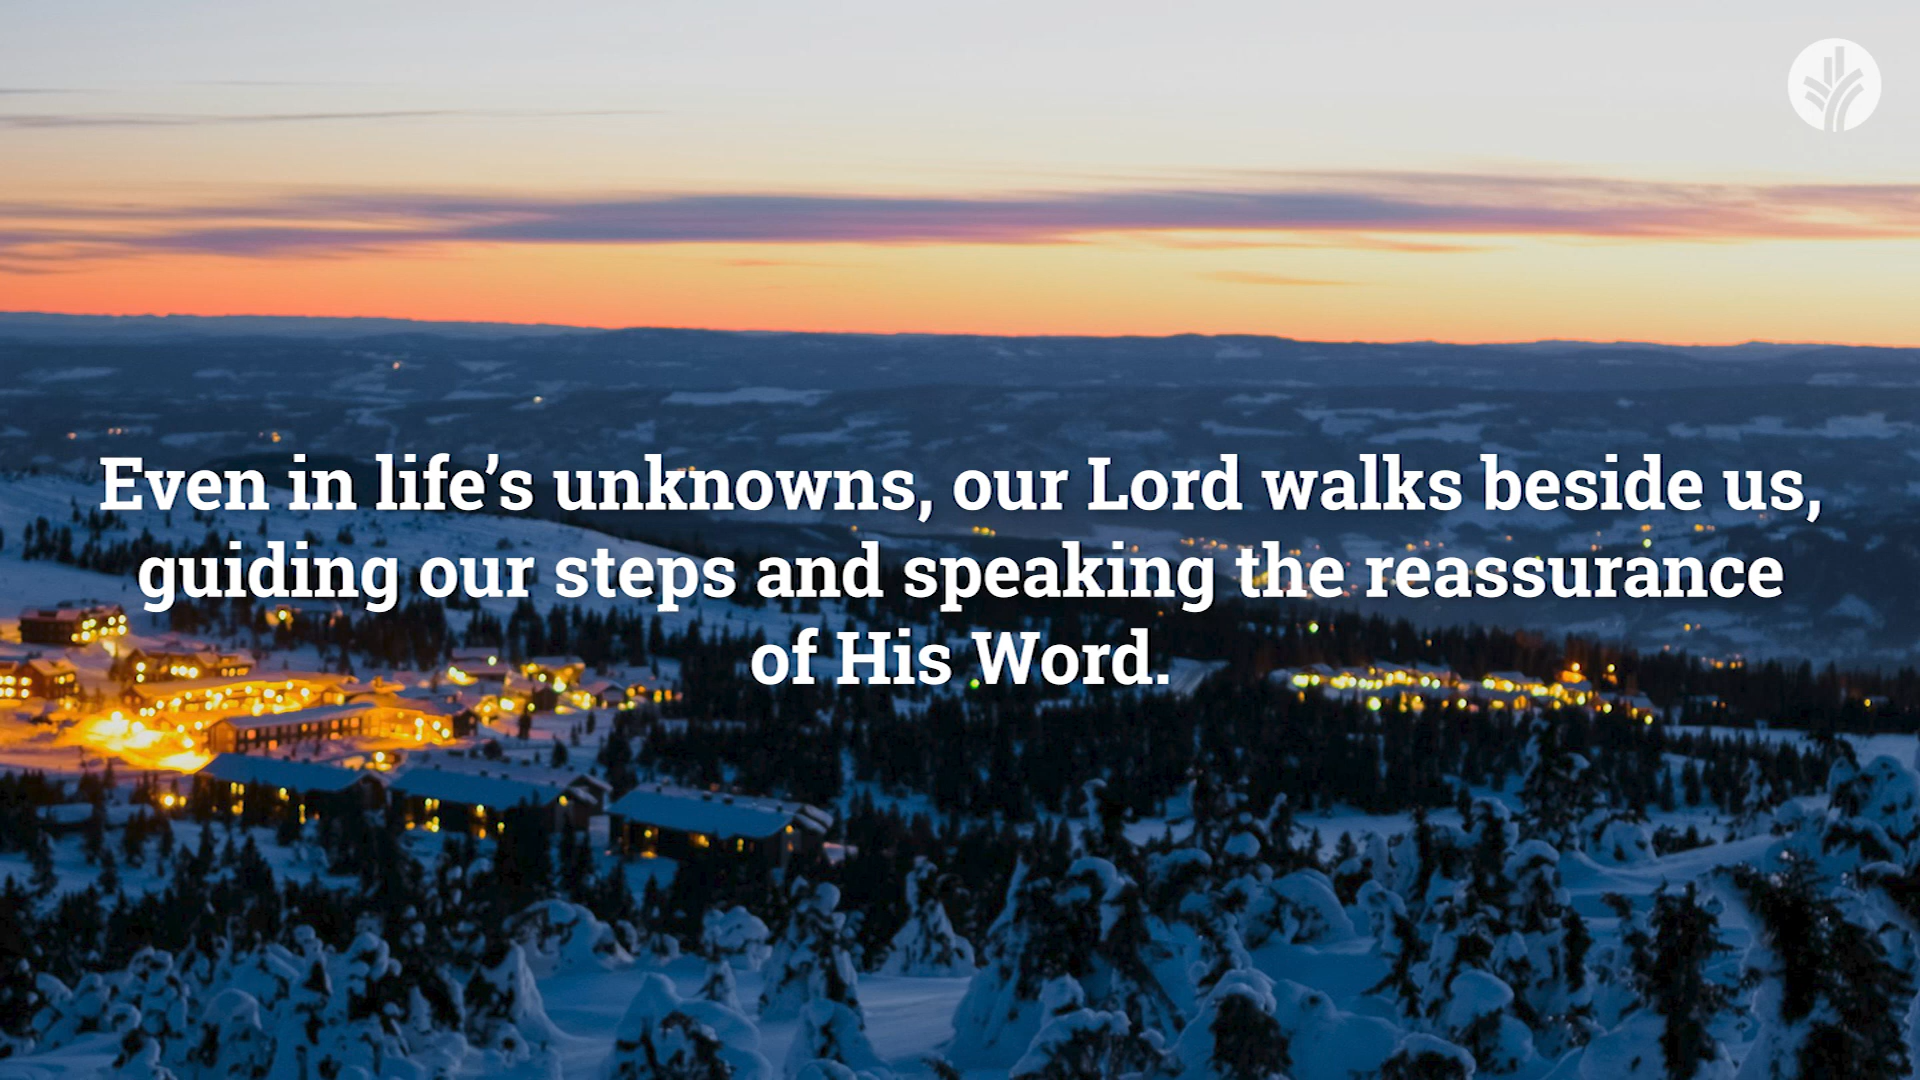 Even in life’s unknowns, our Lord walks beside us,
guiding our steps and speaking the reassurance
of His Word.